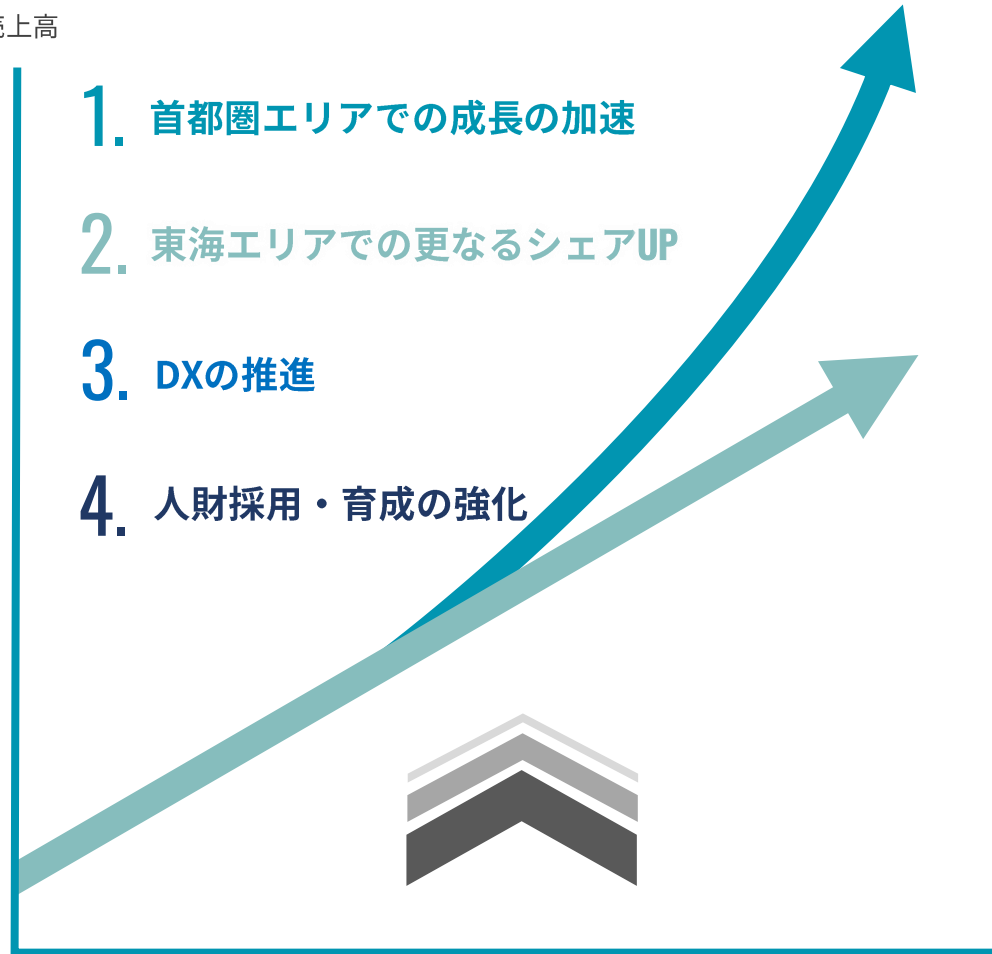 上高
1. 首都圏エリアでの成長の加速
2. 東海エリアでの更なるシェアUP
3. DXの推進
4. 人財採用・育成の強化